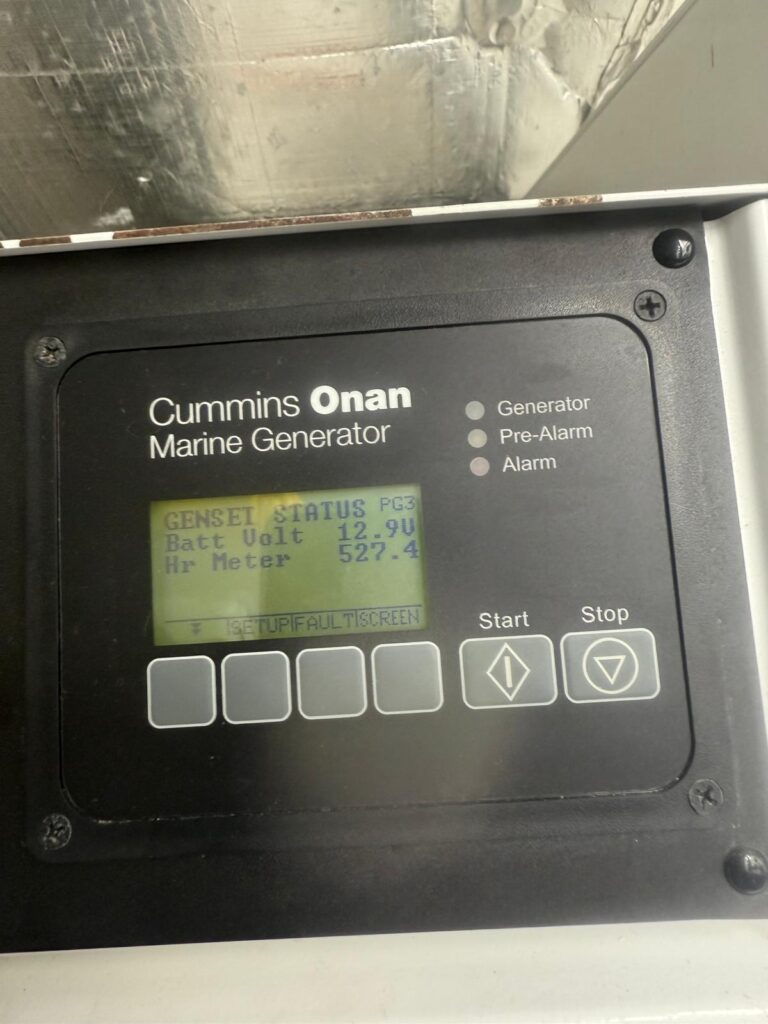 Cummins Onan
Marine Generator
Generator
Pre-Alarm
Alarm
GENSET STATUS PG3
Batt Volt 12.9V
Hr Meter 527.4
SETUP|FAULT|SCREEN
Start
Stop